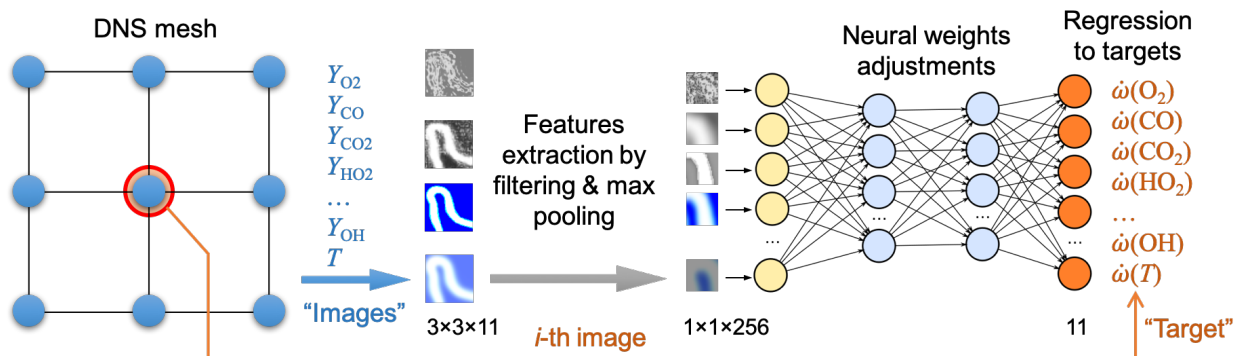 DNS mesh
Y_O2
Y_CO
Y_CO2
Y_HO2
...
Y_OH
T
“Images”
3×3×11
Features
extraction by
filtering & max
pooling
i-th image
1×1×256
Neural weights
adjustments
...
...
...
...
Regression
to targets
ω̇(O₂)
ω̇(CO)
ω̇(CO₂)
ω̇(HO₂)
...
ω̇(OH)
ω̇(T)
11
“Target”